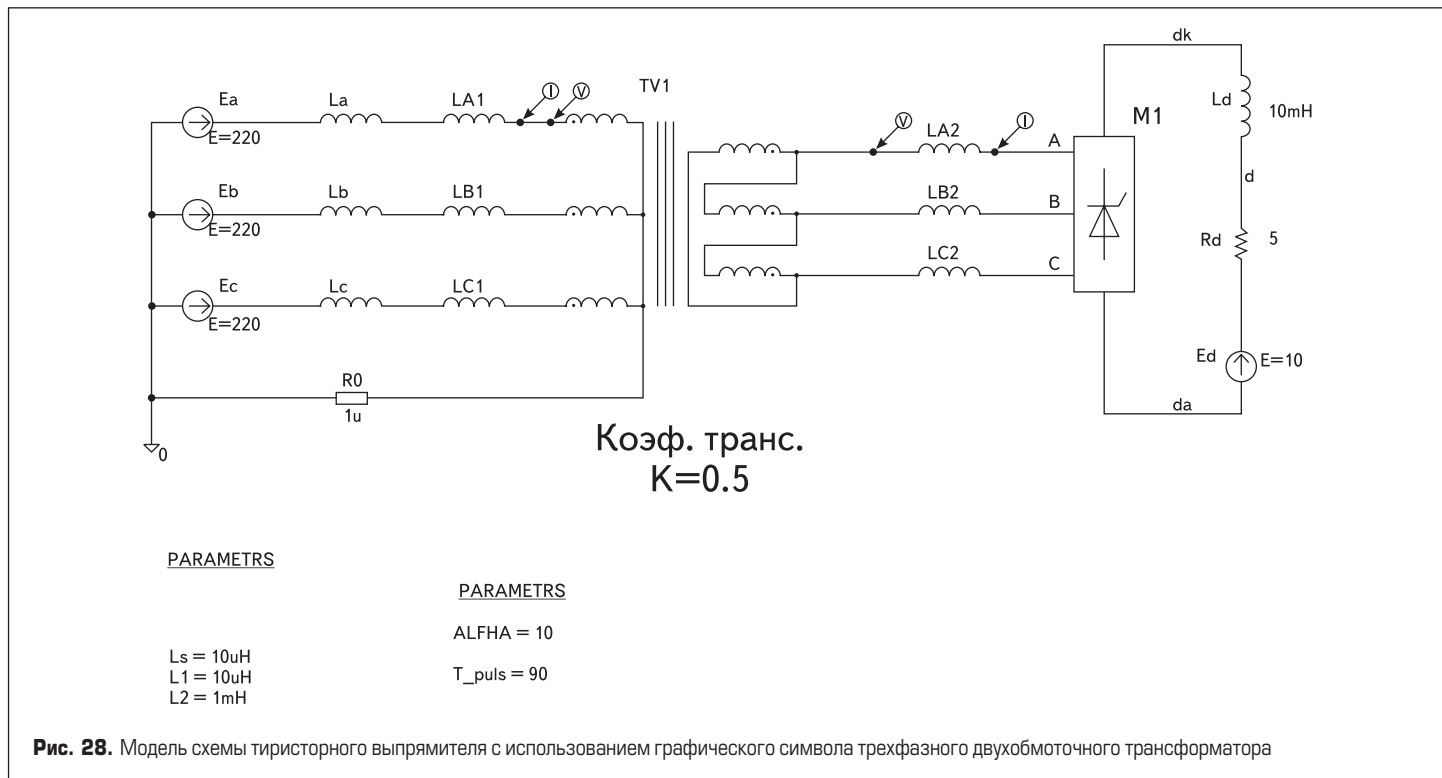 dk
Ea
La
LA1
I
V
TV1
E=220
Ld
10mH
M1
V
LA2
I
A
Eb
Lb
LB1
E=220
LB2
B
d
Rd
5
Ec
Lc
LC1
E=220
LC2
C
Ed
E=10
R0
1u
da
0
Коэф. транс.
K=0.5
PARAMETRS
PARAMETRS
ALFHA = 10
Ls = 10uH
L1 = 10uH
L2 = 1mH
T_puls = 90
Рис. 28. Модель схемы тиристорного выпрямителя с использованием графического символа трехфазного двухобмоточного трансформатора